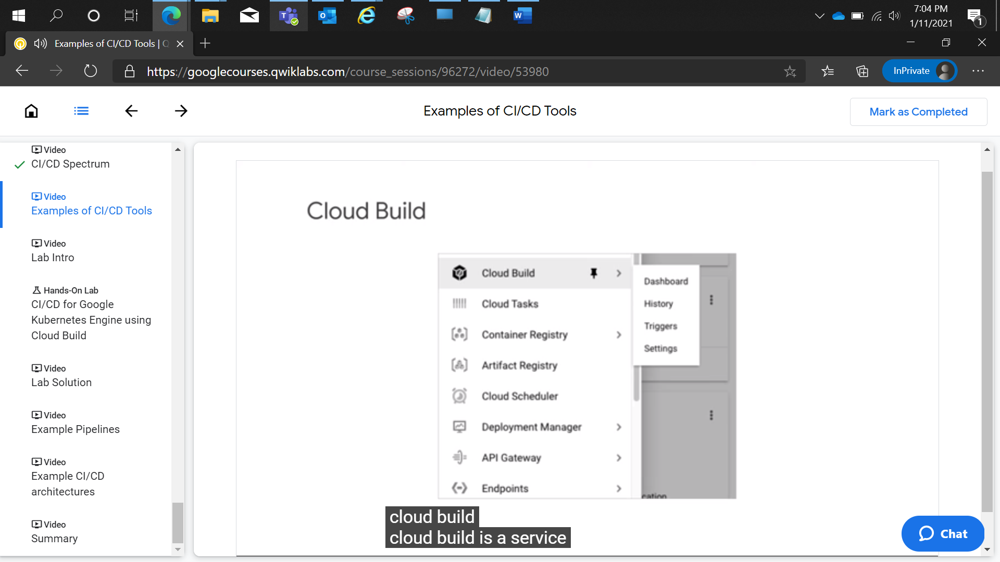 7:04 PM
1/11/2021
1
Examples of CI/CD Tools | Q
https://googlecourses.qwiklabs.com/course_sessions/96272/video/53980
InPrivate
Examples of CI/CD Tools
Mark as Completed
Video
CI/CD Spectrum
Video
Examples of CI/CD Tools
Video
Lab Intro
Hands-On Lab
CI/CD for Google
Kubernetes Engine using
Cloud Build
Video
Lab Solution
Video
Example Pipelines
Video
Example CI/CD
architectures
Video
Summary
Cloud Build
Cloud Build
Cloud Tasks
Container Registry
Artifact Registry
Cloud Scheduler
Deployment Manager
API Gateway
Endpoints
Dashboard
History
Triggers
Settings
cation
cloud build
cloud build is a service
Chat